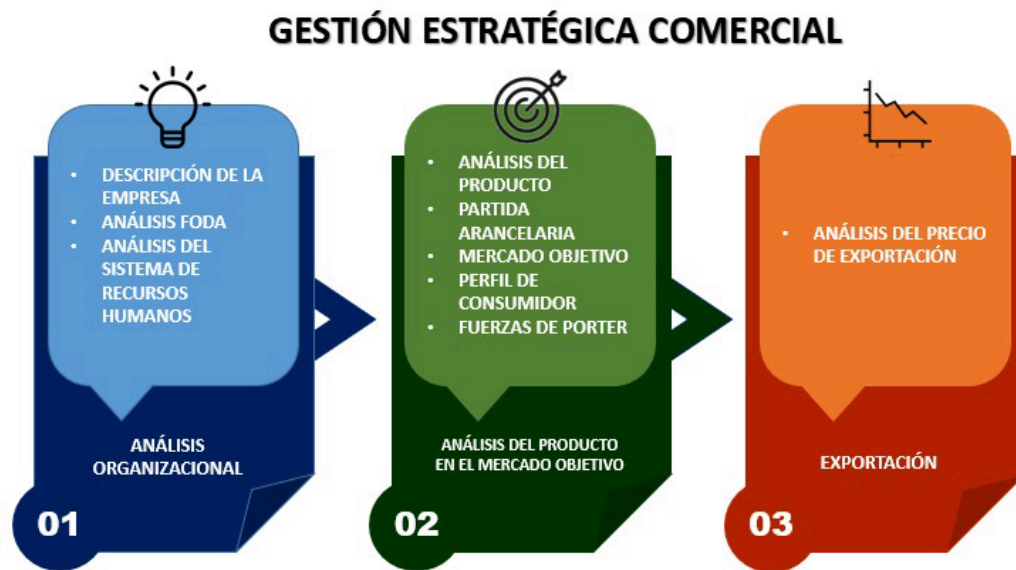 GESTIÓN ESTRATÉGICA COMERCIAL
• DESCRIPCIÓN DE LA
EMPRESA
• ANÁLISIS FODA
• ANÁLISIS DEL
SISTEMA DE
RECURSOS
HUMANOS
ANÁLISIS
ORGANIZACIONAL
01
• ANÁLISIS DEL
PRODUCTO
• PARTIDA
ARANCELARIA
• MERCADO OBJETIVO
• PERFIL DE
CONSUMIDOR
• FUERZAS DE PORTER
ANÁLISIS DEL PRODUCTO
EN EL MERCADO OBJETIVO
02
• ANÁLISIS DEL PRECIO
DE EXPORTACIÓN
EXPORTACIÓN
03